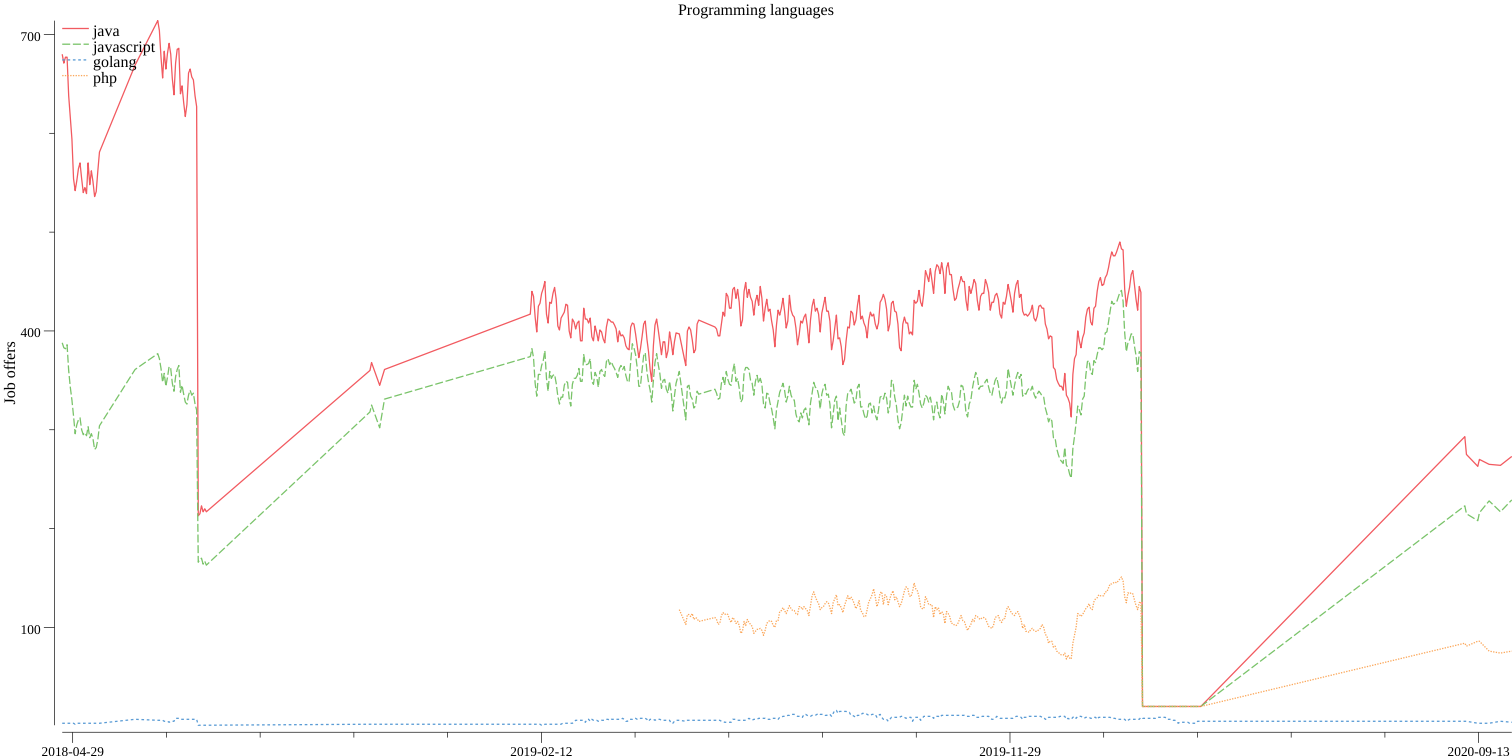 Programming languages
java
javascript
golang
php
700
400
100
Job offers
2018-04-29
2019-02-12
2019-11-29
2020-09-13